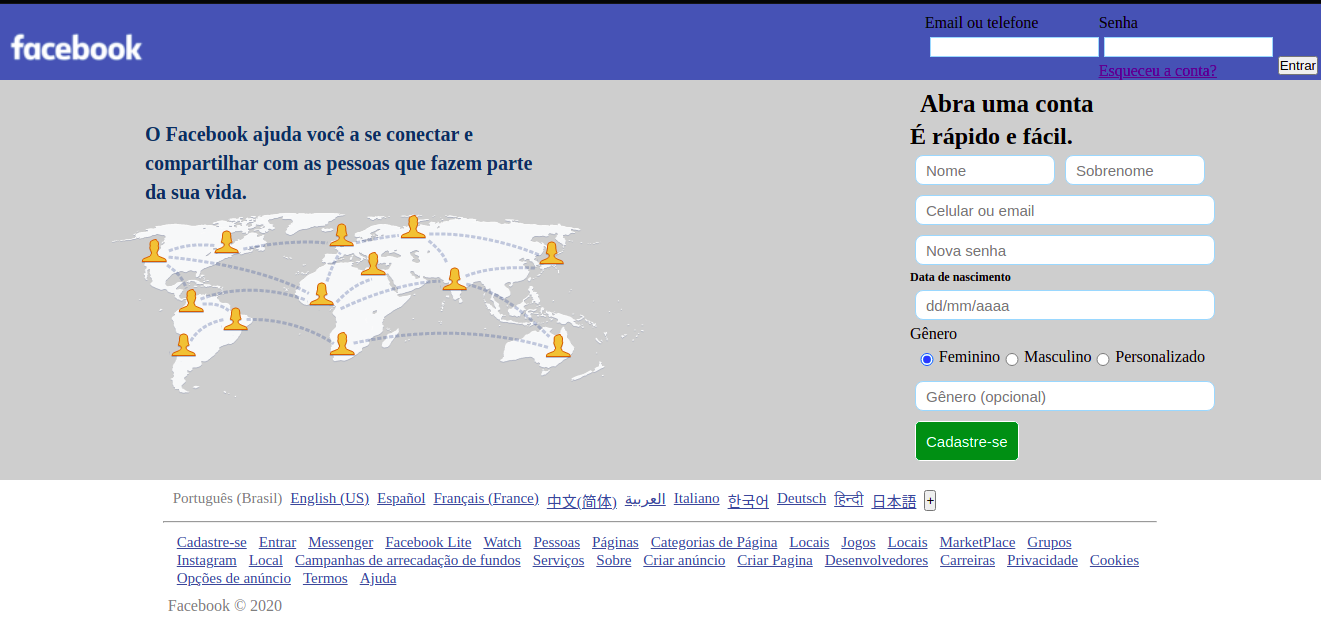 facebook
Email ou telefone Senha
Esqueceu a conta? Entrar
O Facebook ajuda você a se conectar e
compartilhar com as pessoas que fazem parte
da sua vida.
Abra uma conta
É rápido e fácil.
Nome Sobrenome
Celular ou email
Nova senha
Data de nascimento
dd/mm/aaaa
Gênero
Feminino Masculino Personalizado
Gênero (opcional)
Cadastre-se
Português (Brasil) English (US) Español Français (France) 中文(简体) العربية Italiano 한국어 Deutsch हिन्दी 日本語 +
Cadastre-se Entrar Messenger Facebook Lite Watch Pessoas Páginas Categorias de Página Locais Jogos Locais MarketPlace Grupos
Instagram Local Campanhas de arrecadação de fundos Serviços Sobre Criar anúncio Criar Pagina Desenvolvedores Carreiras Privacidade Cookies
Opções de anúncio Termos Ajuda
Facebook © 2020